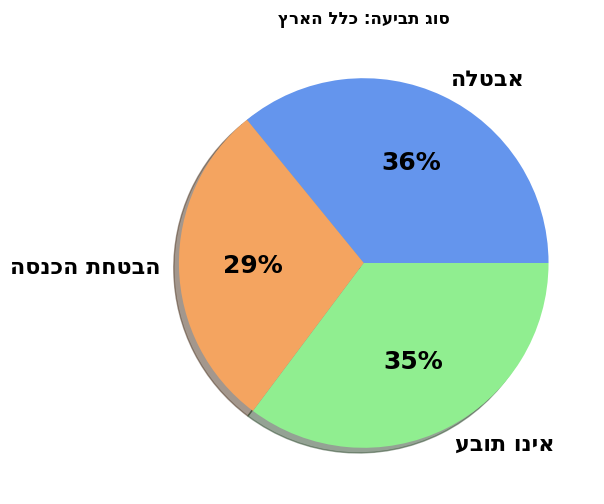 סוג תביעה: כלל הארץ
אבטלה
36%
הבטחת הכנסה
29%
35%
אינו תובע